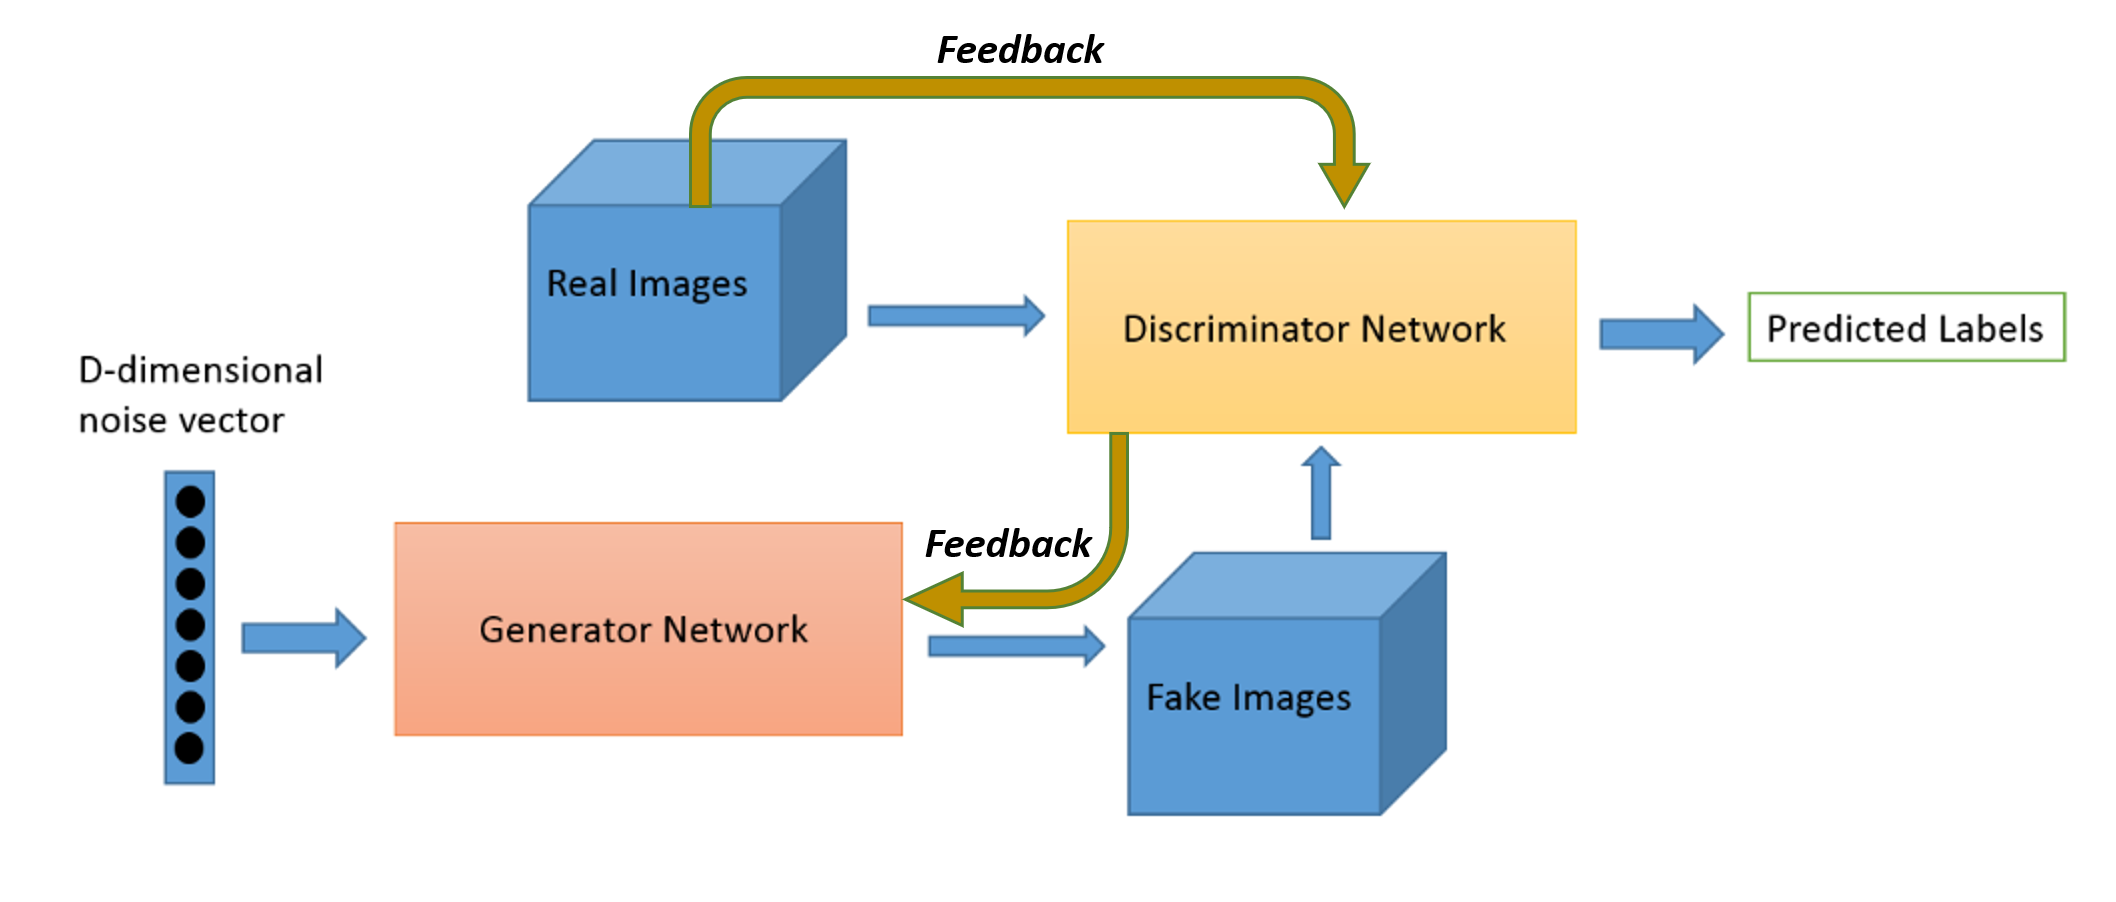 Feedback
Real Images
Discriminator Network
Predicted Labels
D-dimensional
noise vector
Feedback
Generator Network
Fake Images